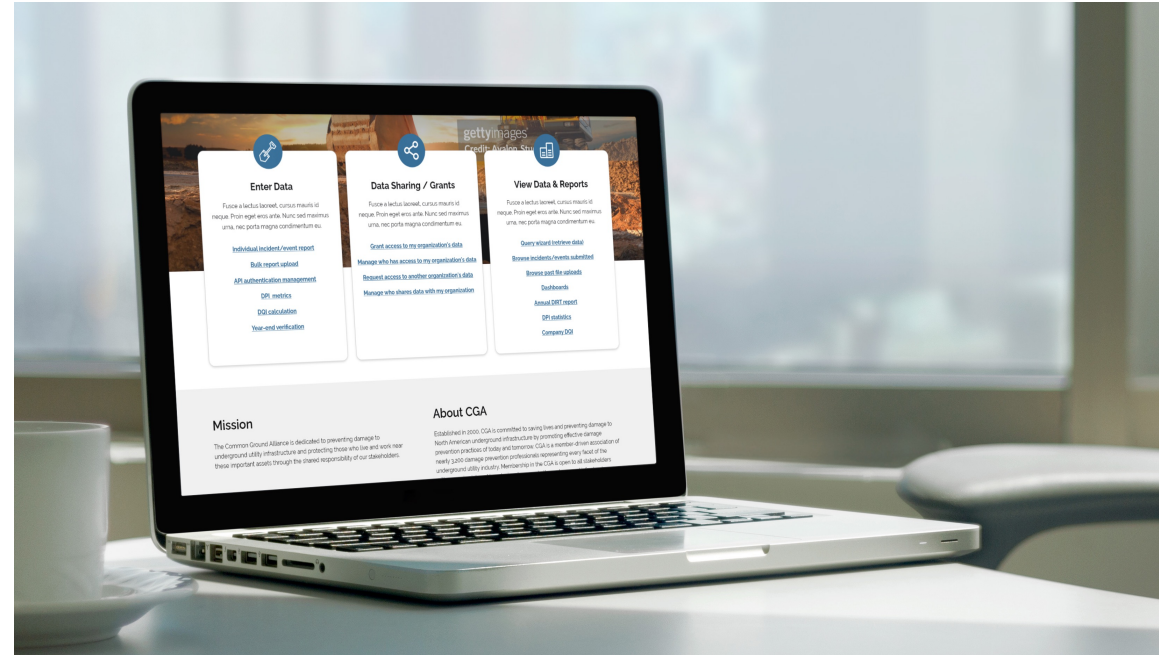 gettyimages
Credit: Avalon_Stu
Enter Data
Fusce a lectus laoreet, cursus mauris id
neque. Proin eget eros ante. Nunc sed maximus
urna, nec porta magna condimentum eu.
Individual incident/event report
Bulk report upload
API authentication management
DPI metrics
DQI calculation
Year-end verification
Data Sharing / Grants
Fusce a lectus laoreet, cursus mauris id
neque. Proin eget eros ante. Nunc sed maximus
urna, nec porta magna condimentum eu.
Grant access to my organization's data
Manage who has access to my organization's data
Request access to another organization's data
Manage who shares data with my organization
View Data & Reports
Fusce a lectus laoreet, cursus mauris id
neque. Proin eget eros ante. Nunc sed maximus
urna, nec porta magna condimentum eu.
Query wizard (retrieve data)
Browse incidents/events submitted
Browse past file uploads
Dashboards
Annual DIRT report
DPI statistics
Company DQI
Mission
The Common Ground Alliance is dedicated to preventing damage to
underground utility infrastructure and protecting those who live and work near
these important assets through the shared responsibility of our stakeholders.
About CGA
Established in 2000, CGA is committed to saving lives and preventing damage to
North American underground infrastructure by promoting effective damage
prevention practices of today and tomorrow. CGA is a member-driven association of
nearly 3,200 damage prevention professionals representing every facet of the
underground utility industry. Membership in the CGA is open to all stakeholders